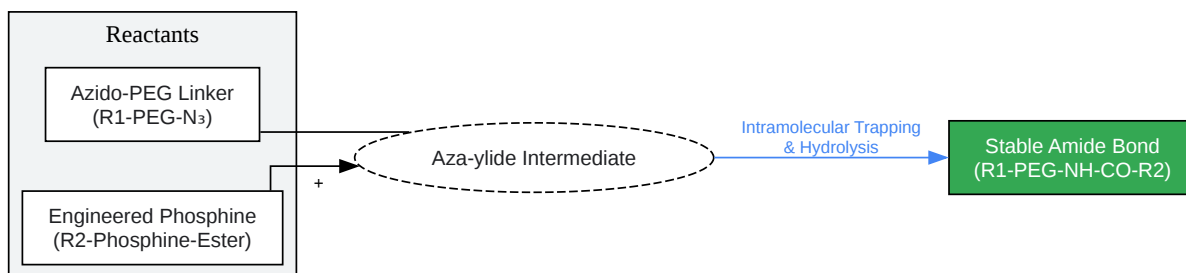 Reactants
Azido-PEG Linker
(R1-PEG-N₃)
Engineered Phosphine
(R2-Phosphine-Ester)
+
Aza-ylide Intermediate
Intramolecular Trapping
& Hydrolysis
Stable Amide Bond
(R1-PEG-NH-CO-R2)